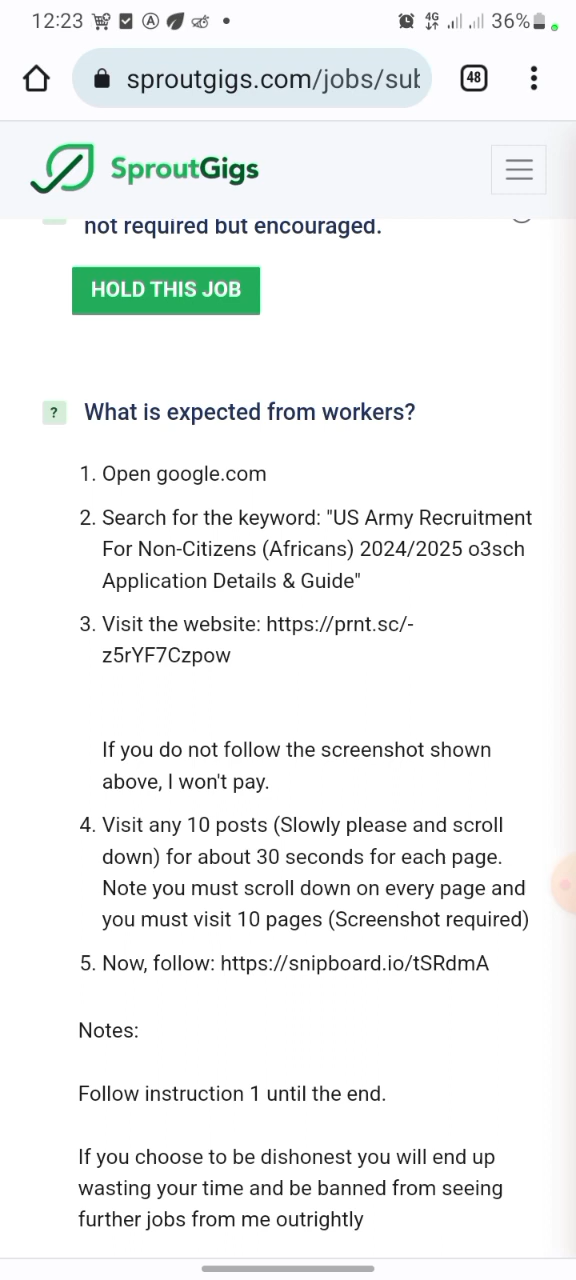 12:23 4G 36%
sproutgigs.com/jobs/sub 48
SproutGigs
not required but encouraged.
HOLD THIS JOB
? What is expected from workers?
1. Open google.com
2. Search for the keyword: "US Army Recruitment
For Non-Citizens (Africans) 2024/2025 o3sch
Application Details & Guide"
3. Visit the website: https://prnt.sc/-
z5rYF7Czpow
If you do not follow the screenshot shown
above, I won't pay.
4. Visit any 10 posts (Slowly please and scroll
down) for about 30 seconds for each page.
Note you must scroll down on every page and
you must visit 10 pages (Screenshot required)
5. Now, follow: https://snipboard.io/tSRdmA
Notes:
Follow instruction 1 until the end.
If you choose to be dishonest you will end up
wasting your time and be banned from seeing
further jobs from me outrightly